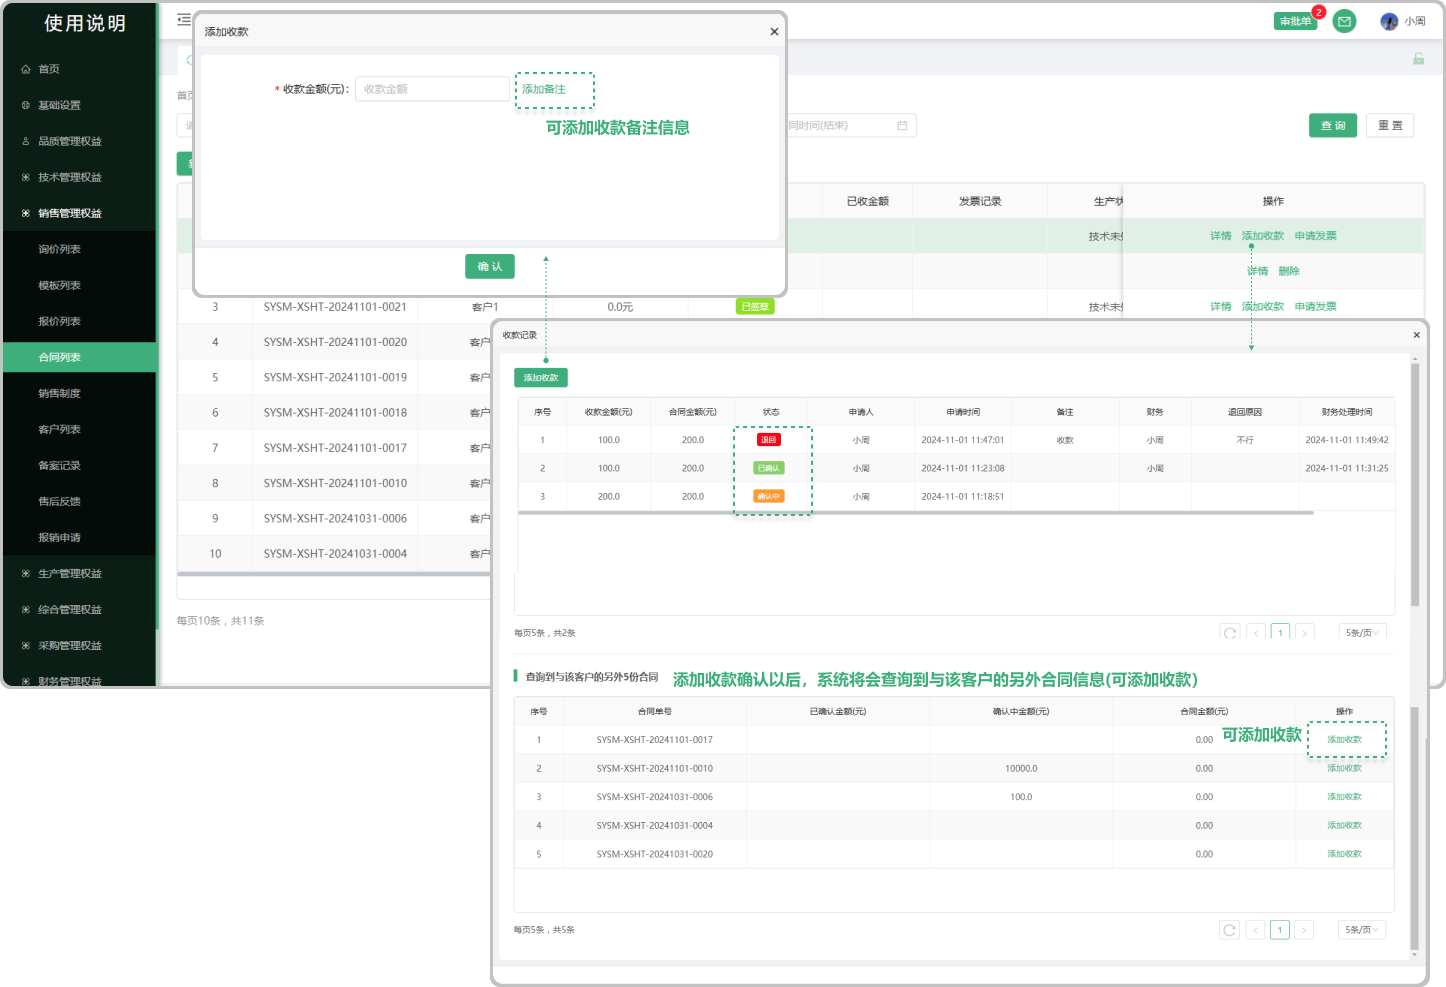 使用说明
首页
基础设置
品质管理权益
技术管理权益
销售管理权益
询价列表
模板列表
报价列表
合同列表
销售制度
客户列表
备案记录
售后反馈
报销申请
生产管理权益
综合管理权益
采购管理权益
财务管理权益
审批单 2 小周
首页
同时间(结束) 查 询 重 置
已收金额 发票记录 生产状 操作
技术未 详情 添加收款 申请发票
详情 删除
3 SYSM-XSHT-20241101-0021 客户1 0.0元 已签章 技术未 详情 添加收款 申请发票
4 SYSM-XSHT-20241101-0020 客户
5 SYSM-XSHT-20241101-0019 客户
6 SYSM-XSHT-20241101-0018 客户
7 SYSM-XSHT-20241101-0017 客户
8 SYSM-XSHT-20241101-0010 客户
9 SYSM-XSHT-20241031-0006 客户
10 SYSM-XSHT-20241031-0004 客户
每页10条，共11条
添加收款
* 收款金额(元)： 收款金额 添加备注
可添加收款备注信息
确 认
收款记录
添加收款
序号 收款金额(元) 合同金额(元) 状态 申请人 申请时间 备注 财务 退回原因 财务处理时间
1 100.0 200.0 退回 小周 2024-11-01 11:47:01 收款 小周 不行 2024-11-01 11:49:42
2 100.0 200.0 已确认 小周 2024-11-01 11:23:08 小周 2024-11-01 11:31:25
3 200.0 200.0 确认中 小周 2024-11-01 11:18:51
每页5条，共2条 1 5条/页
查询到与该客户的另外5份合同 添加收款确认以后，系统将会查询到与该客户的另外合同信息(可添加收款)
序号 合同单号 已确认金额(元) 确认中金额(元) 合同金额(元) 操作
1 SYSM-XSHT-20241101-0017 0.00 可添加收款 添加收款
2 SYSM-XSHT-20241101-0010 10000.0 0.00 添加收款
3 SYSM-XSHT-20241031-0006 100.0 0.00 添加收款
4 SYSM-XSHT-20241031-0004 0.00 添加收款
5 SYSM-XSHT-20241031-0020 0.00 添加收款
每页5条，共5条 1 5条/页